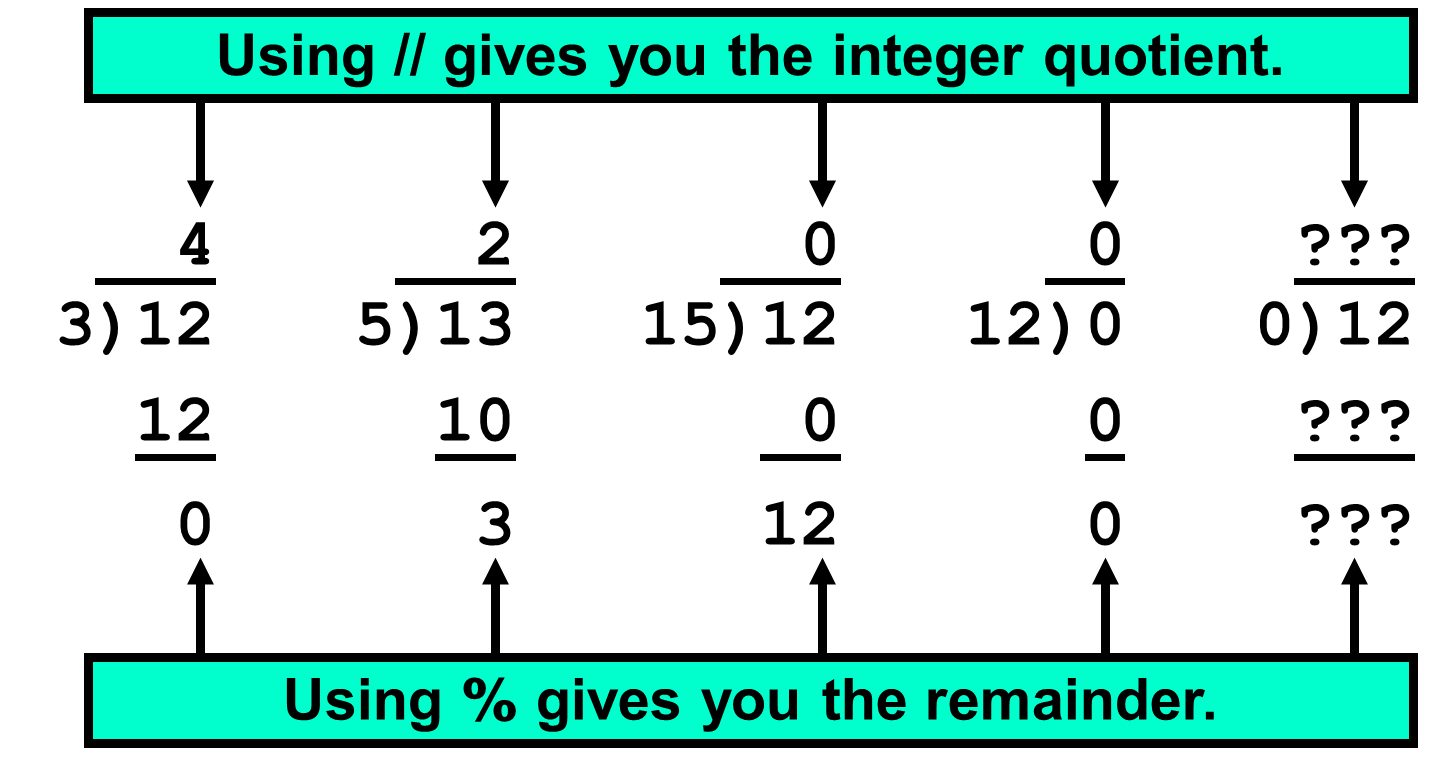 Using // gives you the integer quotient.
4 2 0 0 ???
3)12 5)13 15)12 12)0 0)12
12 10 0 0 ???
0 3 12 0 ???
Using % gives you the remainder.